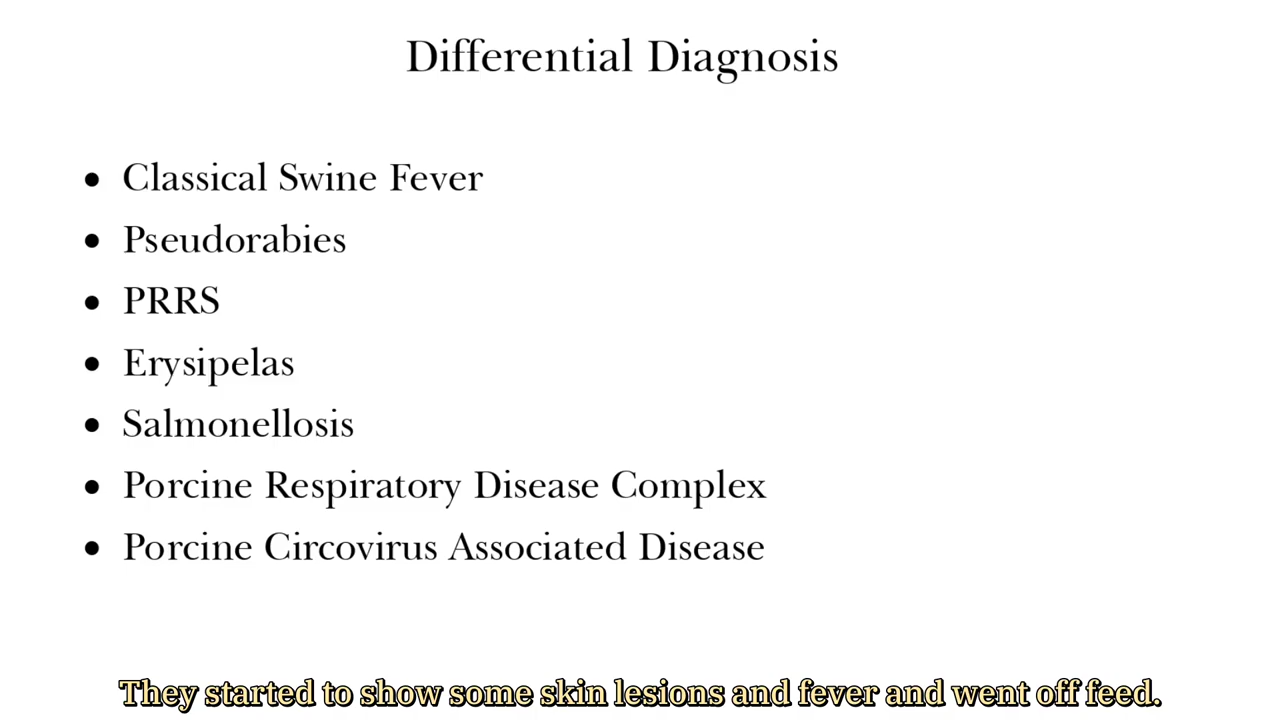 Differential Diagnosis
• Classical Swine Fever
• Pseudorabies
• PRRS
• Erysipelas
• Salmonellosis
• Porcine Respiratory Disease Complex
• Porcine Circovirus Associated Disease
They started to show some skin lesions and fever and went off feed.